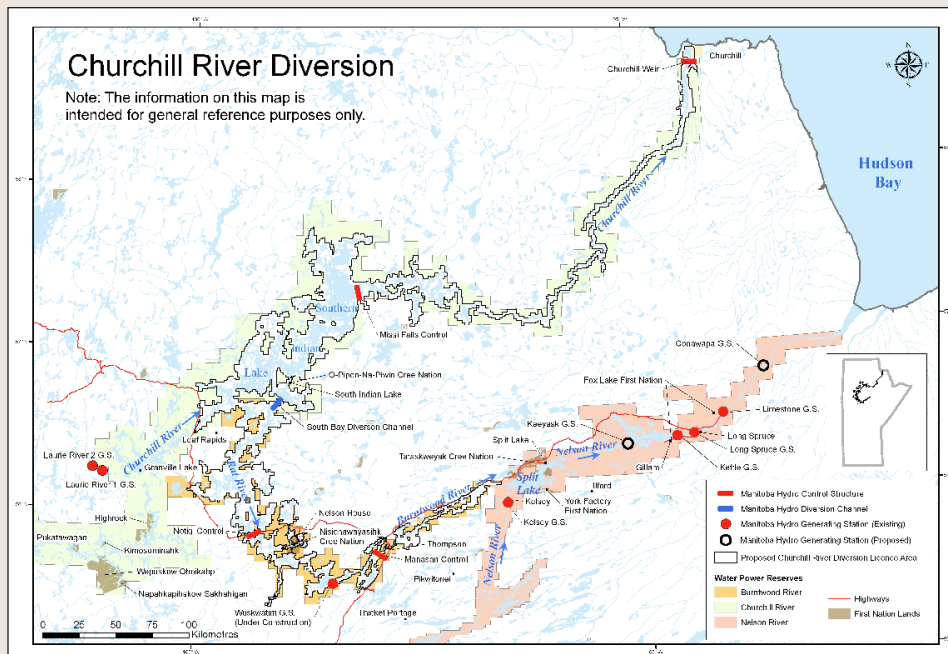 Churchill River Diversion
Note: The information on this map is
intended for general reference purposes only.
Churchill Weir
Churchill
N
Hudson
Bay
Churchill River
Southern
Indian
Lake
Missi Falls Control
O-Pipon-Na-Piwin Cree Nation
South Indian Lake
South Bay Diversion Channel
Conawapa G.S.
Fox Lake First Nation
Limestone G.S.
Keeyask G.S.
Long Spruce
Long Spruce G.S.
Kettle G.S.
Gillam
Split Lake
Tataskweyak Cree Nation
Nelson River
Split
Lake
Ilford
York Factory
First Nation
Kelsey
Kelsey G.S.
Nelson River
Burntwood River
Churchill River
Leaf Rapids
Laurie River 2 G.S.
Laurie River 1 G.S.
Granville Lake
Rat River
Highrock
Notigi Control
Nelson House
Nisichawayasihk
Cree Nation
Pukatawagan
Kimosominahk
Wepuskow Ohnikahp
Napahkapihskow Sakhahigan
Thompson
Manasan Control
Pikwitonei
Wuskwatim G.S.
(Under Construction)
Thicket Portage
0 25 50 100
Kilometres
Manitoba Hydro Control Structure
Manitoba Hydro Diversion Channel
Manitoba Hydro Generating Station (Existing)
Manitoba Hydro Generating Station (Proposed)
Proposed Churchill River Diversion Licence Area
Water Power Reserves
Burntwood River
Churchill River
Nelson River
Highways
First Nation Lands